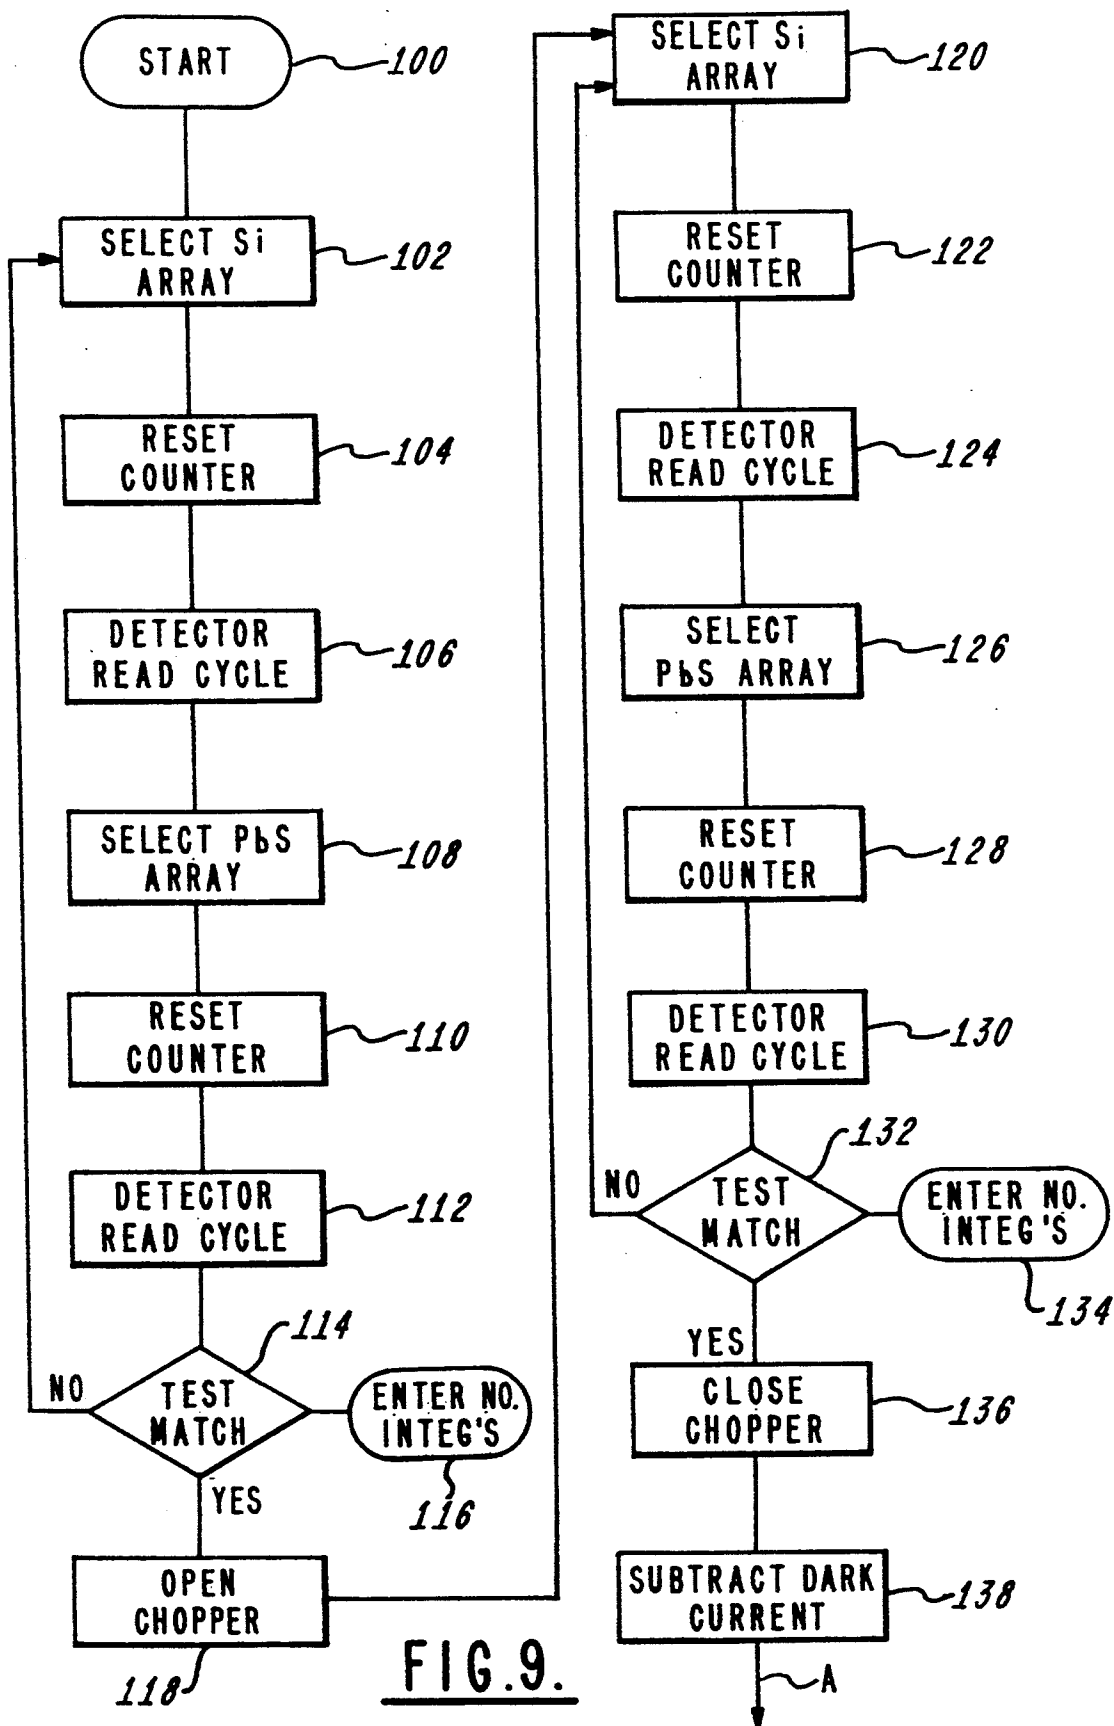 START
100
SELECT Si
ARRAY
102
RESET
COUNTER
104
DETECTOR
READ CYCLE
106
SELECT PbS
ARRAY
108
RESET
COUNTER
110
DETECTOR
READ CYCLE
112
114
NO
TEST
MATCH
ENTER NO.
INTEG'S
116
YES
OPEN
CHOPPER
118
SELECT Si
ARRAY
120
RESET
COUNTER
122
DETECTOR
READ CYCLE
124
SELECT
PbS ARRAY
126
RESET
COUNTER
128
DETECTOR
READ CYCLE
130
132
NO
TEST
MATCH
ENTER NO.
INTEG'S
134
YES
CLOSE
CHOPPER
136
SUBTRACT DARK
CURRENT
138
A
FIG.9.